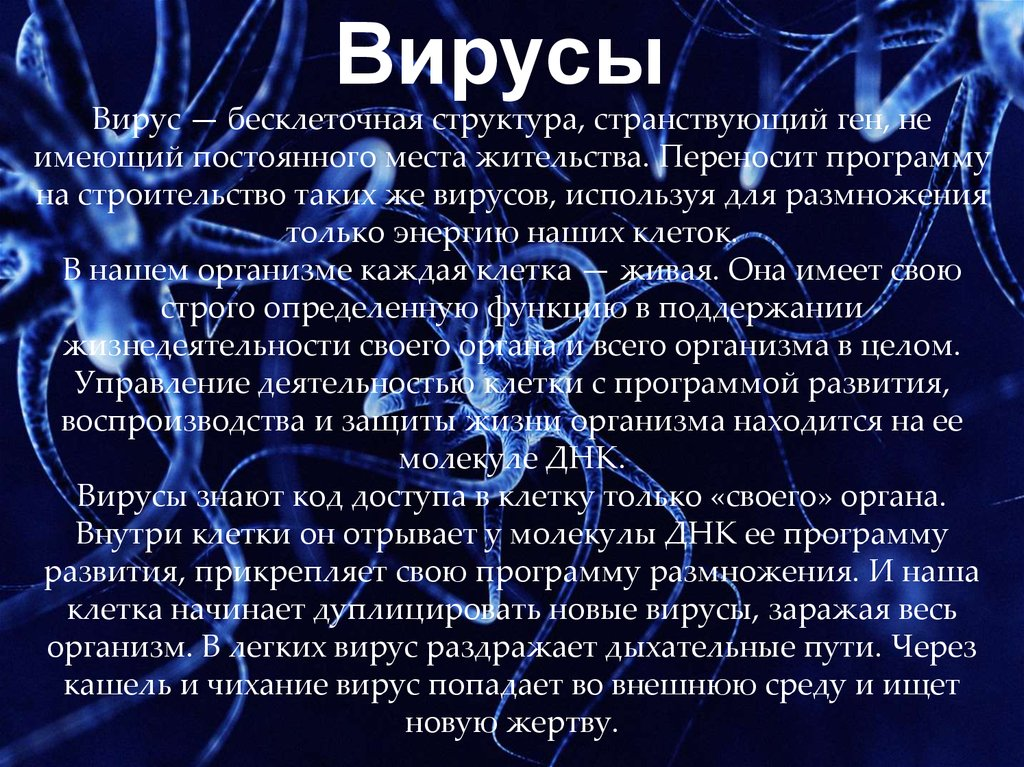 Вирусы
Вирус — бесклеточная структура, странствующий ген, не
имеющий постоянного места жительства. Переносит программу
на строительство таких же вирусов, используя для размножения
только энергию наших клеток.
В нашем организме каждая клетка — живая. Она имеет свою
строго определенную функцию в поддержании
жизнедеятельности своего органа и всего организма в целом.
Управление деятельностью клетки с программой развития,
воспроизводства и защиты жизни организма находится на ее
молекуле ДНК.
Вирусы знают код доступа в клетку только «своего» органа.
Внутри клетки он отрывает у молекулы ДНК ее программу
развития, прикрепляет свою программу размножения. И наша
клетка начинает дуплицировать новые вирусы, заражая весь
организм. В легких вирус раздражает дыхательные пути. Через
кашель и чихание вирус попадает во внешнюю среду и ищет
новую жертву.